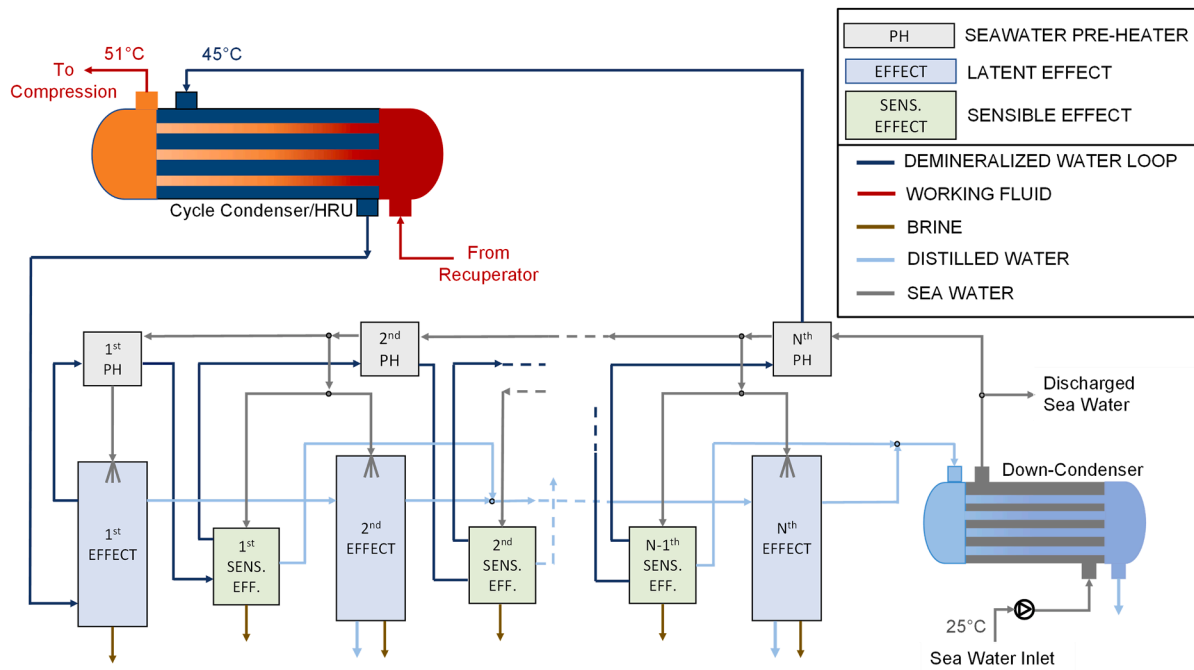 51°C
45°C
To
Compression
Cycle Condenser/HRU
From
Recuperator
PH
SEAWATER PRE-HEATER
EFFECT
LATENT EFFECT
SENS.
EFFECT
SENSIBLE EFFECT
DEMINERALIZED WATER LOOP
WORKING FLUID
BRINE
DISTILLED WATER
SEA WATER
1st
PH
2nd
PH
Nth
PH
Discharged
Sea Water
Down-Condenser
1st
EFFECT
1st
SENS.
EFF.
2nd
EFFECT
2nd
SENS.
EFF.
N-1th
SENS.
EFF.
Nth
EFFECT
25°C
Sea Water Inlet